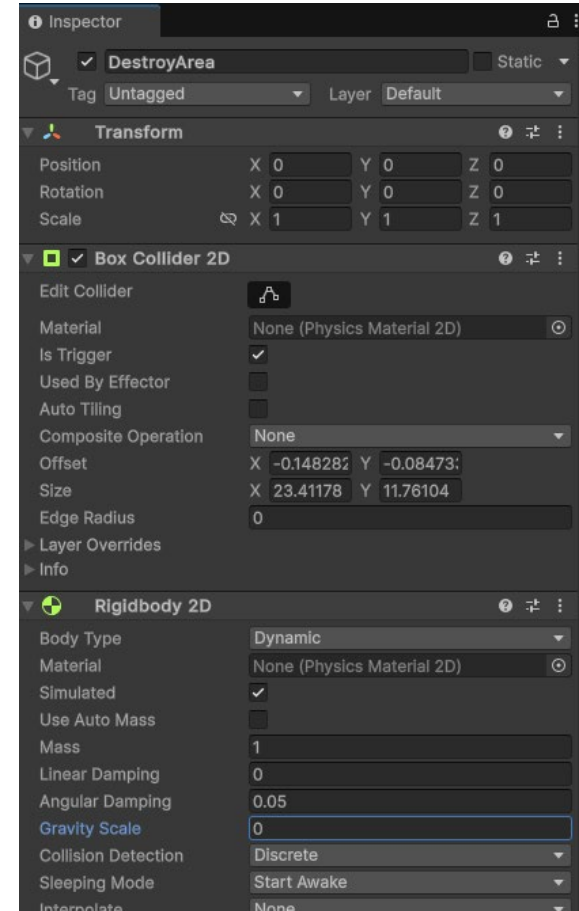 Inspector
DestroyArea Static
Tag Untagged Layer Default
Transform
Position X 0 Y 0 Z 0
Rotation X 0 Y 0 Z 0
Scale X 1 Y 1 Z 1
Box Collider 2D
Edit Collider
Material None (Physics Material 2D)
Is Trigger
Used By Effector
Auto Tiling
Composite Operation None
Offset X -0.148282 Y -0.08473
Size X 23.41178 Y 11.76104
Edge Radius 0
Layer Overrides
Info
Rigidbody 2D
Body Type Dynamic
Material None (Physics Material 2D)
Simulated
Use Auto Mass
Mass 1
Linear Damping 0
Angular Damping 0.05
Gravity Scale 0
Collision Detection Discrete
Sleeping Mode Start Awake
Interpolate None